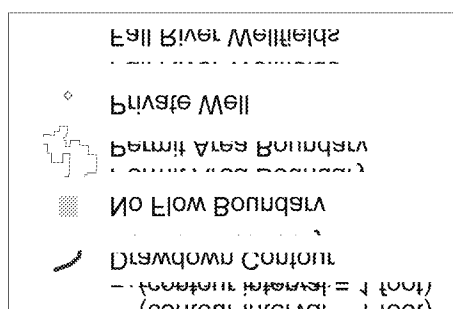 Fall River Wellfields
Private Well
Permit Area Boundary
No Flow Boundary
Drawdown Contour
(contour interval = 1 foot)